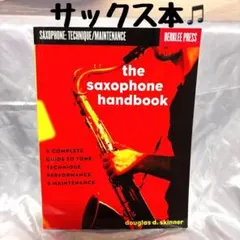 サックス本🎵
SAXOPHONE: TECHNIQUE/MAINTENANCE
BERKLEE PRESS
the
saxophone
handbook
A COMPLETE
GUIDE TO TONE
TECHNIQUE
PERFORMANCE
& MAINTENANCE
douglas d. skinner